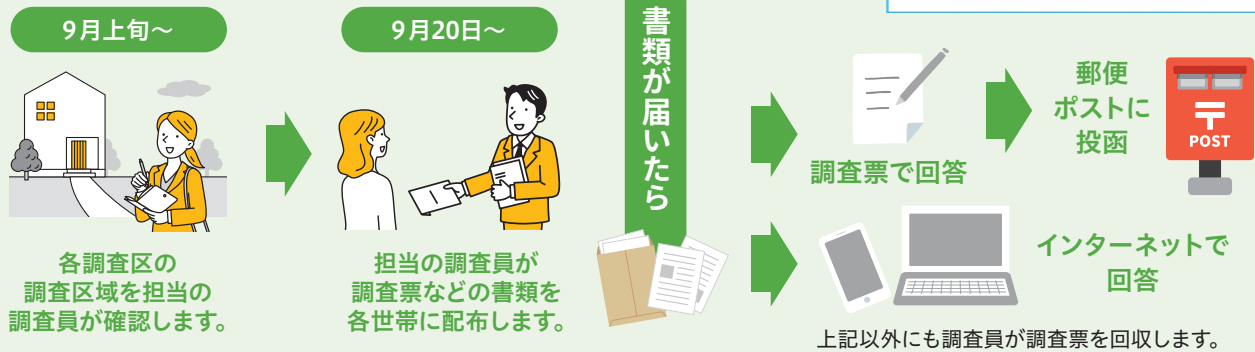 9月上旬～
各調査区の
調査区域を担当の
調査員が確認します。
9月20日～
担当の調査員が
調査票などの書類を
各世帯に配布します。
書類が届いたら
調査票で回答
郵便
ポストに
投函
〒
POST
インターネットで
回答
上記以外にも調査員が調査票を回収します。